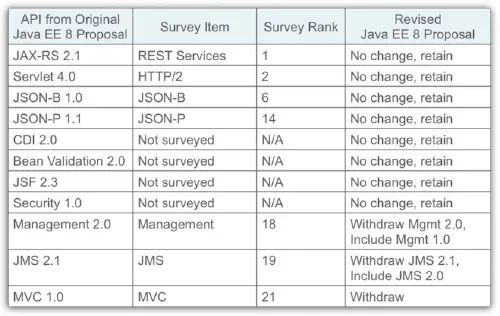 API from Original Survey Item Survey Rank Revised
Java EE 8 Proposal Java EE 8 Proposal
JAX-RS 2.1 REST Services 1 No change, retain
Servlet 4.0 HTTP/2 2 No change, retain
JSON-B 1.0 JSON-B 6 No change, retain
JSON-P 1.1 JSON-P 14 No change, retain
CDI 2.0 Not surveyed N/A No change, retain
Bean Validation 2.0 Not surveyed N/A No change, retain
JSF 2.3 Not surveyed N/A No change, retain
Security 1.0 Not surveyed N/A No change, retain
Management 2.0 Management 18 Withdraw Mgmt 2.0,
Include Mgmt 1.0
JMS 2.1 JMS 19 Withdraw JMS 2.1,
Include JMS 2.0
MVC 1.0 MVC 21 Withdraw